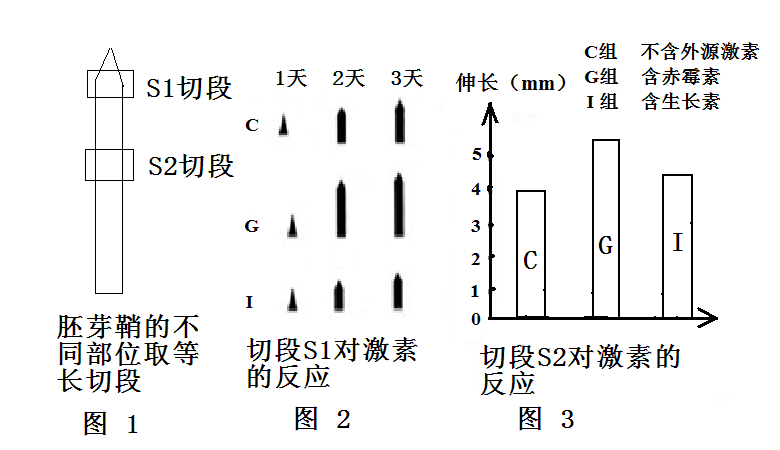 S1切段
S2切段
胚芽鞘的不
同部位取等
长切段
图 1
1天 2天 3天
C
G
I
切段S1对激素
的反应
图 2
C组 不含外源激素
G组 含赤霉素
I 组 含生长素
伸长（mm）
5
4
3
2
1
0
C G I
切段S2对激素的
反应
图 3